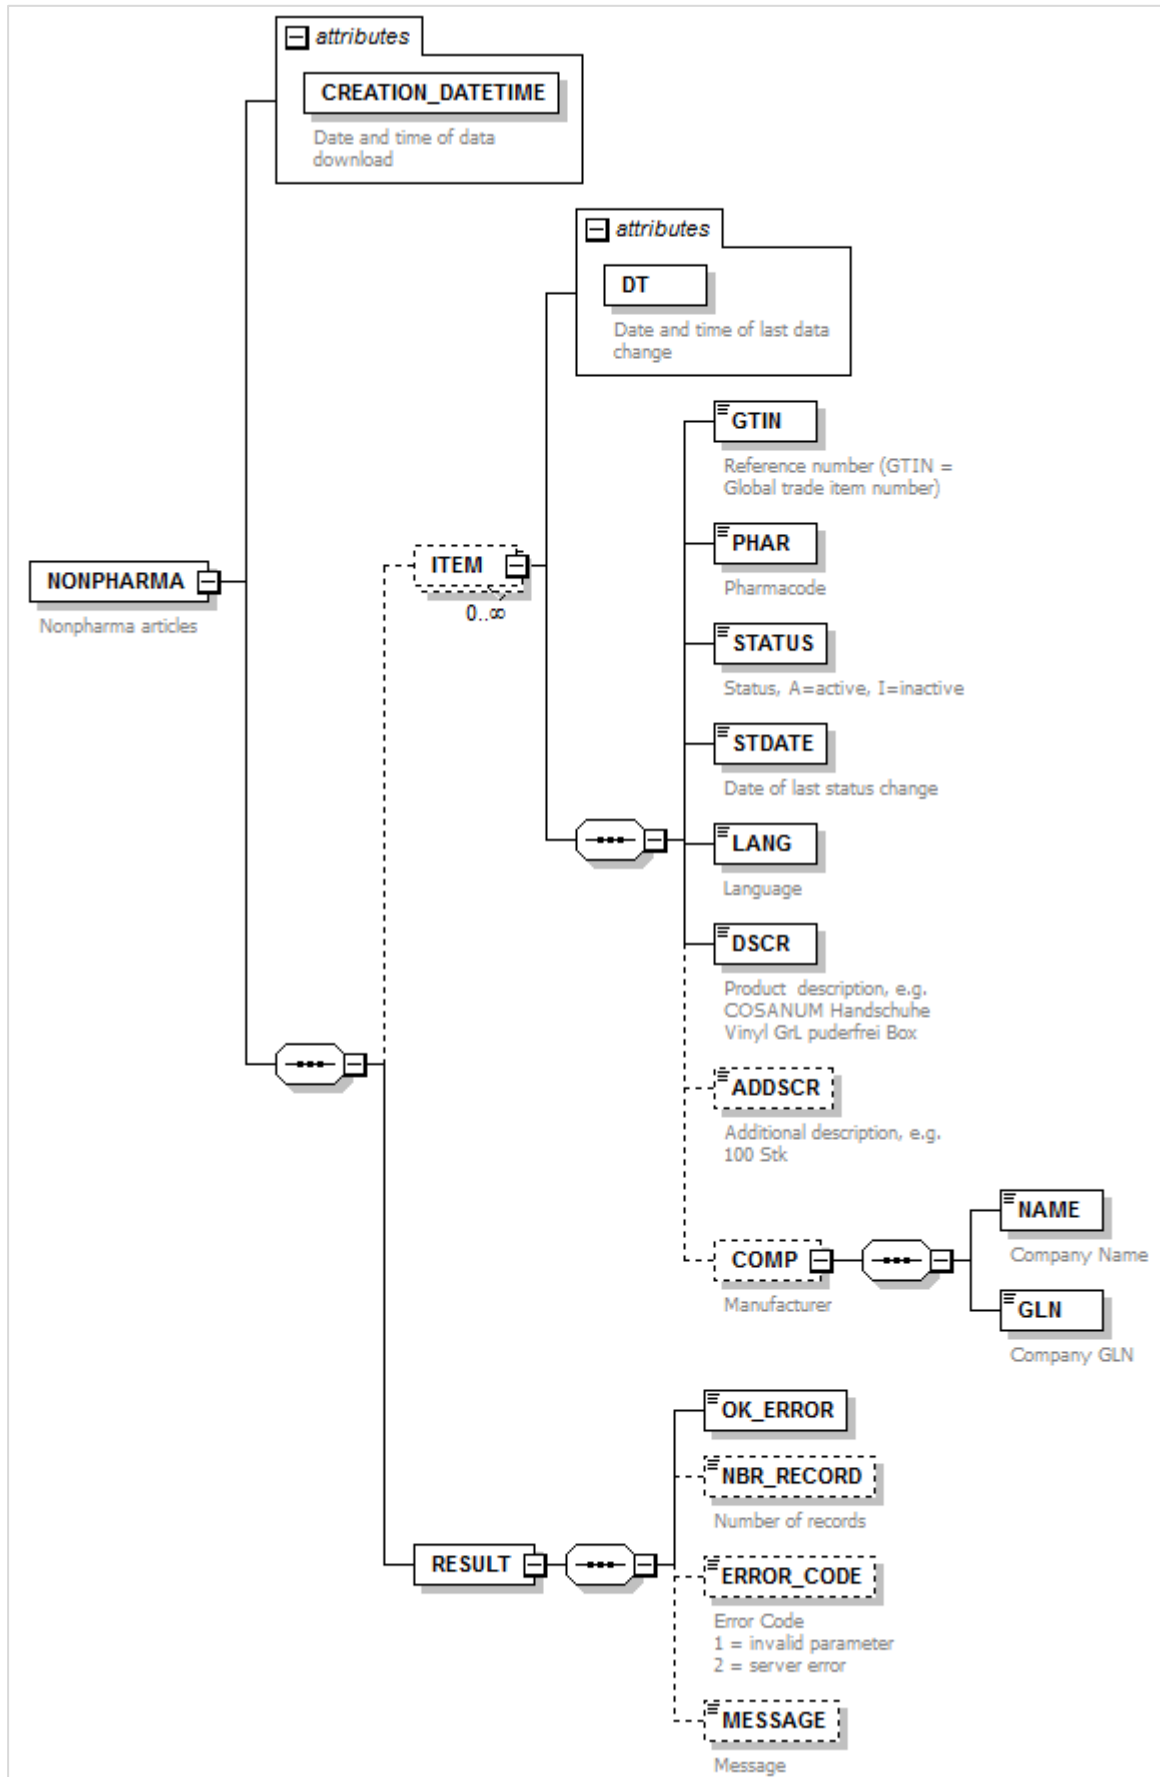 attributes
CREATION_DATETIME
Date and time of data
download
attributes
DT
Date and time of last data
change
GTIN
Reference number (GTIN =
Global trade item number)
PHAR
Pharmacode
STATUS
Status, A=active, I=inactive
STDATE
Date of last status change
LANG
Language
DSCR
Product  description, e.g.
COSANUM Handschuhe
Vinyl GrL puderfrei Box
ADDSCR
Additional description, e.g.
100 Stk
ITEM
0..∞
NONPHARMA
Nonpharma articles
COMP
Manufacturer
NAME
Company Name
GLN
Company GLN
RESULT
OK_ERROR
NBR_RECORD
Number of records
ERROR_CODE
Error Code
1 = invalid parameter
2 = server error
MESSAGE
Message